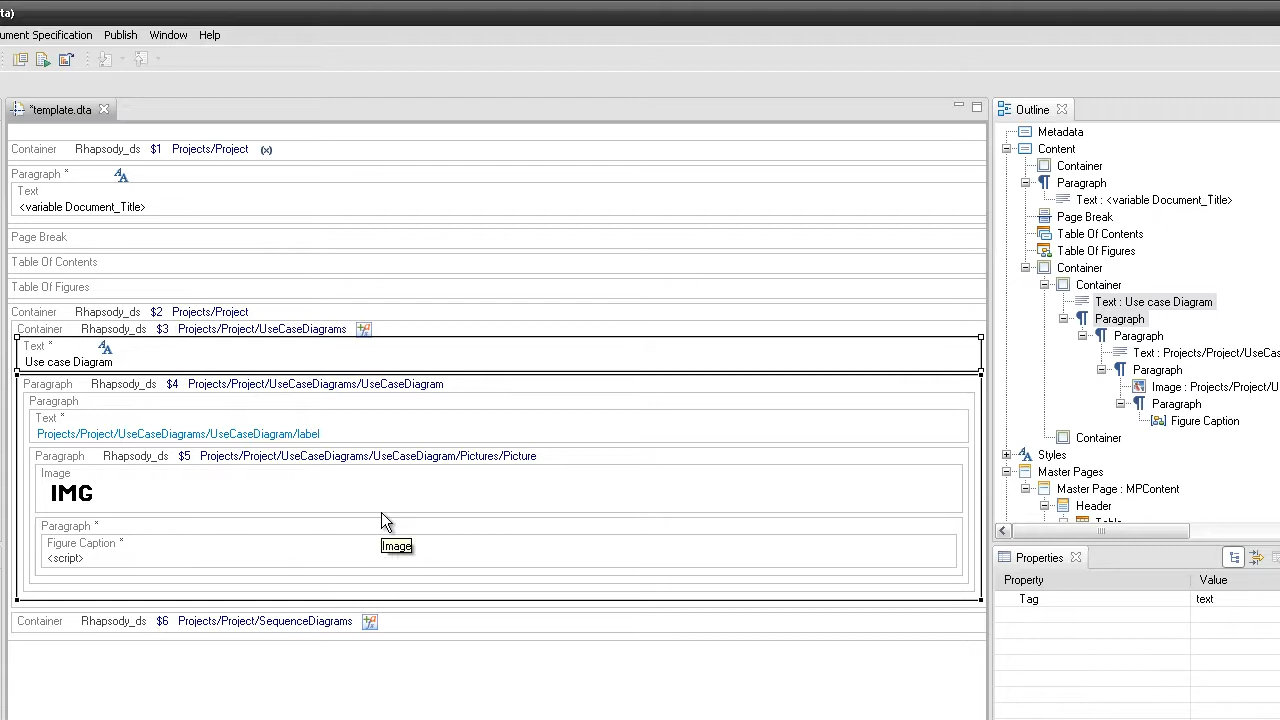 ta)
ument Specification Publish Window Help
*template.dta
Container Rhapsody_ds $1 Projects/Project (x)
Paragraph *
Text
<variable Document_Title>
Page Break
Table Of Contents
Table Of Figures
Container Rhapsody_ds $2 Projects/Project
Container Rhapsody_ds $3 Projects/Project/UseCaseDiagrams
Text *
Use case Diagram
Paragraph Rhapsody_ds $4 Projects/Project/UseCaseDiagrams/UseCaseDiagram
Paragraph
Text *
Projects/Project/UseCaseDiagrams/UseCaseDiagram/label
Paragraph Rhapsody_ds $5 Projects/Project/UseCaseDiagrams/UseCaseDiagram/Pictures/Picture
Image
IMG
Paragraph *
Figure Caption *
<script>
Image
Container Rhapsody_ds $6 Projects/Project/SequenceDiagrams
Outline
Metadata
Content
Container
Paragraph
Text : <variable Document_Title>
Page Break
Table Of Contents
Table Of Figures
Container
Container
Text : Use case Diagram
Paragraph
Paragraph
Text : Projects/Project/UseCa
Paragraph
Image : Projects/Project/U
Paragraph
Figure Caption
Container
Styles
Master Pages
Master Page : MPContent
Header
Properties
Property Value
Tag text